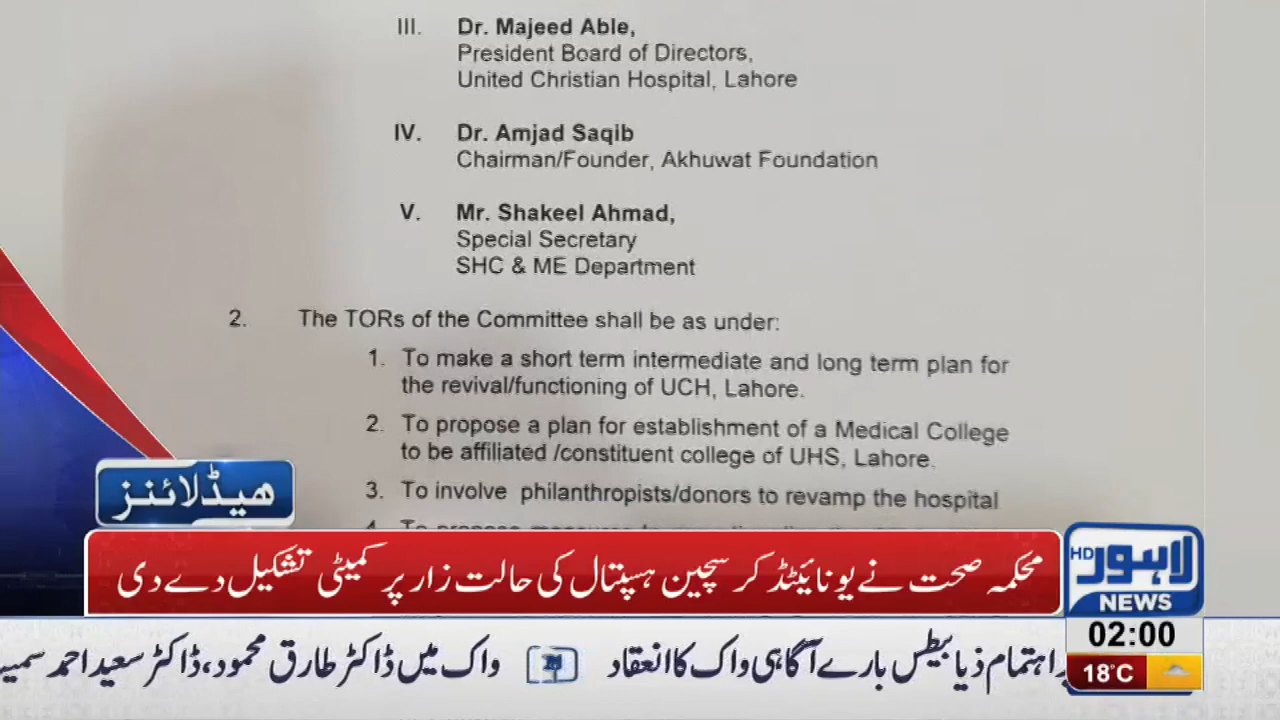 III. Dr. Majeed Able,
President Board of Directors,
United Christian Hospital, Lahore
IV. Dr. Amjad Saqib
Chairman/Founder, Akhuwat Foundation
V. Mr. Shakeel Ahmad,
Special Secretary
SHC & ME Department
2. The TORs of the Committee shall be as under:
1. To make a short term intermediate and long term plan for
the revival/functioning of UCH, Lahore.
2. To propose a plan for establishment of a Medical College
to be affiliated /constituent college of UHS, Lahore.
3. To involve philanthropists/donors to revamp the hospital
4. To propose measures to
ہیڈلائنز
محکمہ صحت نے یونائیٹڈ کرسچین ہسپتال کی حالت زار پر کمیٹی تشکیل دے دی
لاہور HD
NEWS
02:00
18°C
اہتمام ذیابیطس بارے آگاہی واک کا انعقاد واک میں ڈاکٹر طارق محمود، ڈاکٹر سعید احمد